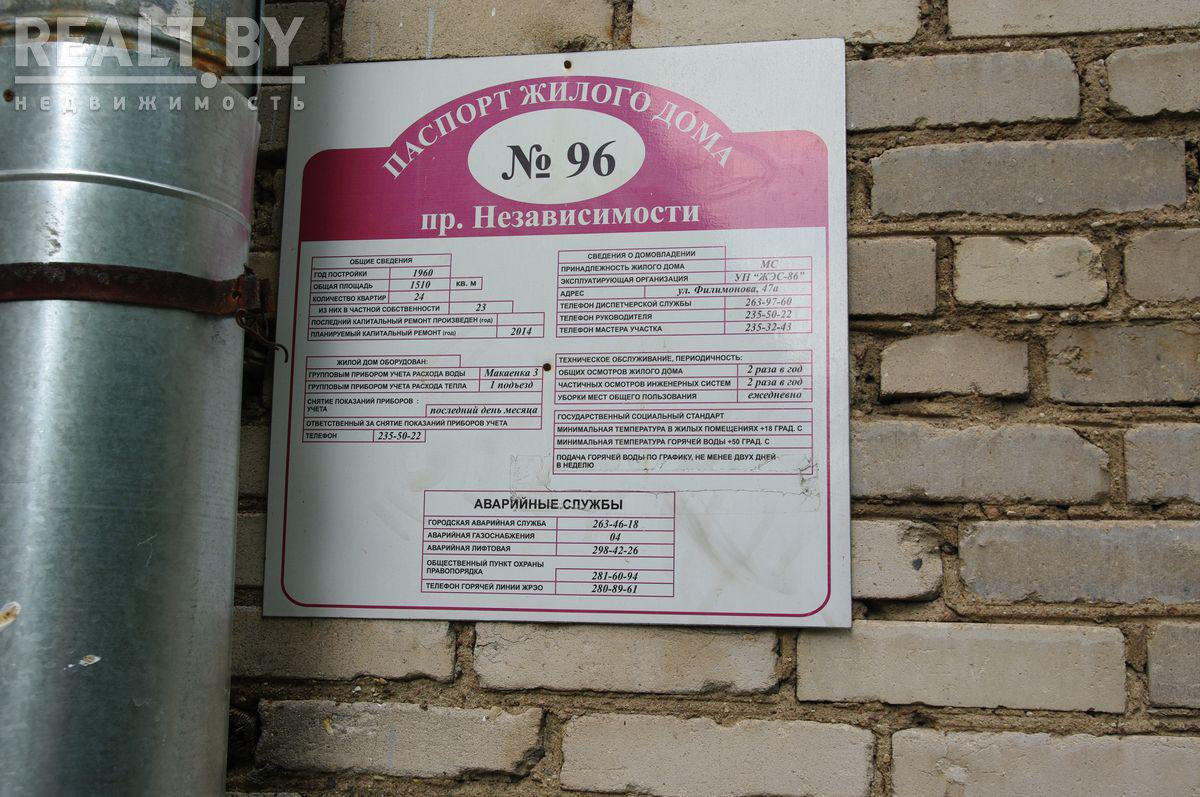 REALT.BY
НЕДВИЖИМОСТЬ
ПАСПОРТ ЖИЛОГО ДОМА
№ 96
пр. Независимости
ОБЩИЕ СВЕДЕНИЯ
ГОД ПОСТРОЙКИ 1960
ОБЩАЯ ПЛОЩАДЬ 1510 КВ. М
КОЛИЧЕСТВО КВАРТИР 24
ИЗ НИХ В ЧАСТНОЙ СОБСТВЕННОСТИ 23
ПОСЛЕДНИЙ КАПИТАЛЬНЫЙ РЕМОНТ ПРОИЗВЕДЕН (год)
ПЛАНИРУЕМЫЙ КАПИТАЛЬНЫЙ РЕМОНТ (год) 2014
ЖИЛОЙ ДОМ ОБОРУДОВАН:
ГРУППОВЫМ ПРИБОРОМ УЧЕТА РАСХОДА ВОДЫ Макаенка 3
ГРУППОВЫМ ПРИБОРОМ УЧЕТА РАСХОДА ТЕПЛА 1 подъезд
СНЯТИЕ ПОКАЗАНИЙ ПРИБОРОВ :
УЧЕТА последний день месяца
ОТВЕТСТВЕННЫЙ ЗА СНЯТИЕ ПОКАЗАНИЙ ПРИБОРОВ УЧЕТА
ТЕЛЕФОН 235-50-22
СВЕДЕНИЯ О ДОМОВЛАДЕНИИ
ПРИНАДЛЕЖНОСТЬ ЖИЛОГО ДОМА МС
ЭКСПЛУАТИРУЮЩАЯ ОРГАНИЗАЦИЯ УП "ЖЭС-86"
АДРЕС ул. Филимонова, 47а
ТЕЛЕФОН ДИСПЕТЧЕРСКОЙ СЛУЖБЫ 263-97-60
ТЕЛЕФОН РУКОВОДИТЕЛЯ 235-50-22
ТЕЛЕФОН МАСТЕРА УЧАСТКА 235-32-43
ТЕХНИЧЕСКОЕ ОБСЛУЖИВАНИЕ, ПЕРИОДИЧНОСТЬ:
ОБЩИХ ОСМОТРОВ ЖИЛОГО ДОМА 2 раза в год
ЧАСТИЧНЫХ ОСМОТРОВ ИНЖЕНЕРНЫХ СИСТЕМ 2 раза в год
УБОРКИ МЕСТ ОБЩЕГО ПОЛЬЗОВАНИЯ ежедневно
ГОСУДАРСТВЕННЫЙ СОЦИАЛЬНЫЙ СТАНДАРТ
МИНИМАЛЬНАЯ ТЕМПЕРАТУРА В ЖИЛЫХ ПОМЕЩЕНИЯХ +18 ГРАД. С
МИНИМАЛЬНАЯ ТЕМПЕРАТУРА ГОРЯЧЕЙ ВОДЫ +50 ГРАД. С
ПОДАЧА ГОРЯЧЕЙ ВОДЫ ПО ГРАФИКУ, НЕ МЕНЕЕ ДВУХ ДНЕЙ
В НЕДЕЛЮ
АВАРИЙНЫЕ СЛУЖБЫ
ГОРОДСКАЯ АВАРИЙНАЯ СЛУЖБА 263-46-18
АВАРИЙНАЯ ГАЗОСНАБЖЕНИЯ 04
АВАРИЙНАЯ ЛИФТОВАЯ 298-42-26
ОБЩЕСТВЕННЫЙ ПУНКТ ОХРАНЫ
ПРАВОПОРЯДКА 281-60-94
ТЕЛЕФОН ГОРЯЧЕЙ ЛИНИИ ЖРЭО 280-89-61